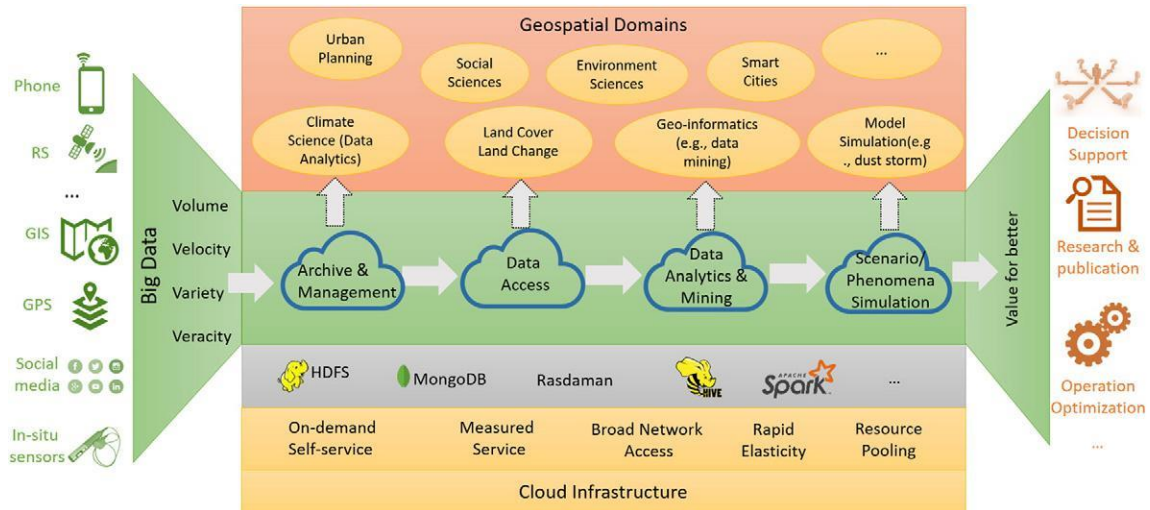 Geospatial Domains
Urban
Planning
Social
Sciences
Environment
Sciences
Smart
Cities
...
Climate
Science (Data
Analytics)
Land Cover
Land Change
Geo-informatics
(e.g., data
mining)
Model
Simulation(e.g
., dust storm)
Phone
RS
...
GIS
GPS
Social
media
In-situ
sensors
Big Data
Volume
Velocity
Variety
Veracity
Archive &
Management
Data
Access
Data
Analytics &
Mining
Scenario/
Phenomena
Simulation
Value for better
Decision
Support
Research &
publication
Operation
Optimization
...
HDFS
MongoDB
Rasdaman
HIVE
APACHE
Spark
...
On-demand
Self-service
Measured
Service
Broad Network
Access
Rapid
Elasticity
Resource
Pooling
Cloud Infrastructure